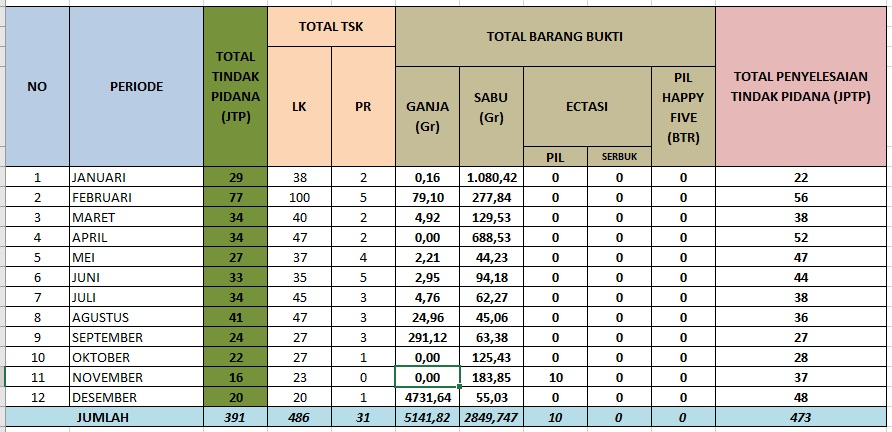 NO PERIODE TOTAL TINDAK PIDANA (JTP) TOTAL TSK TOTAL BARANG BUKTI TOTAL PENYELESAIAN TINDAK PIDANA (JPTP)
LK PR GANJA (Gr) SABU (Gr) ECTASI PIL HAPPY FIVE (BTR)
PIL SERBUK
1 JANUARI 29 38 2 0,16 1.080,42 0 0 0 22
2 FEBRUARI 77 100 5 79,10 277,84 0 0 0 56
3 MARET 34 40 2 4,92 129,53 0 0 0 38
4 APRIL 34 47 2 0,00 688,53 0 0 0 52
5 MEI 27 37 4 2,21 44,23 0 0 0 47
6 JUNI 33 35 5 2,95 94,18 0 0 0 44
7 JULI 34 45 3 4,76 62,27 0 0 0 38
8 AGUSTUS 41 47 3 24,96 45,06 0 0 0 36
9 SEPTEMBER 24 27 3 291,12 63,38 0 0 0 27
10 OKTOBER 22 27 1 0,00 125,43 0 0 0 28
11 NOVEMBER 16 23 0 0,00 183,85 10 0 0 37
12 DESEMBER 20 20 1 4731,64 55,03 0 0 0 48
JUMLAH 391 486 31 5141,82 2849,747 10 0 0 473